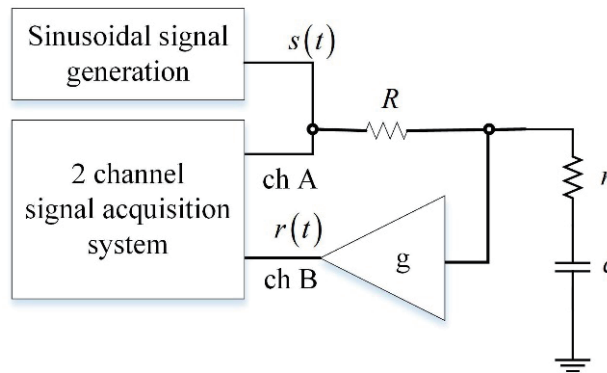 Sinusoidal signal
generation
s(t)
R
2 channel
signal acquisition
system
ch A
r(t)
g
ch B